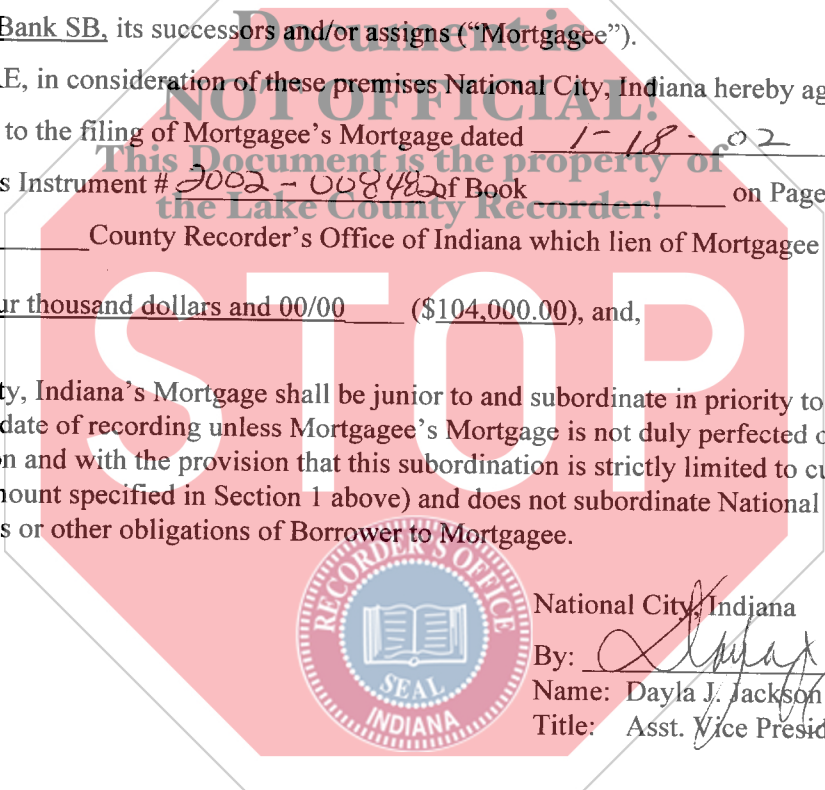 Document is
Bank SB, its successors and/or assigns ("Mortgagee").
NOT OFFICIAL!
E, in consideration of these premises National City, Indiana hereby ag
to the filing of Mortgagee's Mortgage dated 1-18-02
This Document is the property of
s Instrument # 2002-008482 of Book ________ on Page
the Lake County Recorder!
________County Recorder's Office of Indiana which lien of Mortgagee
STOP
ur thousand dollars and 00/00 ____ ($104,000.00), and,
ty, Indiana's Mortgage shall be junior to and subordinate in priority to
date of recording unless Mortgagee's Mortgage is not duly perfected o
n and with the provision that this subordination is strictly limited to cu
nount specified in Section 1 above) and does not subordinate National
s or other obligations of Borrower to Mortgagee.
RECORDER'S OFFICE
SEAL
INDIANA
National City, Indiana
By:
Name: Dayla J. Jackson
Title: Asst. Vice Presid